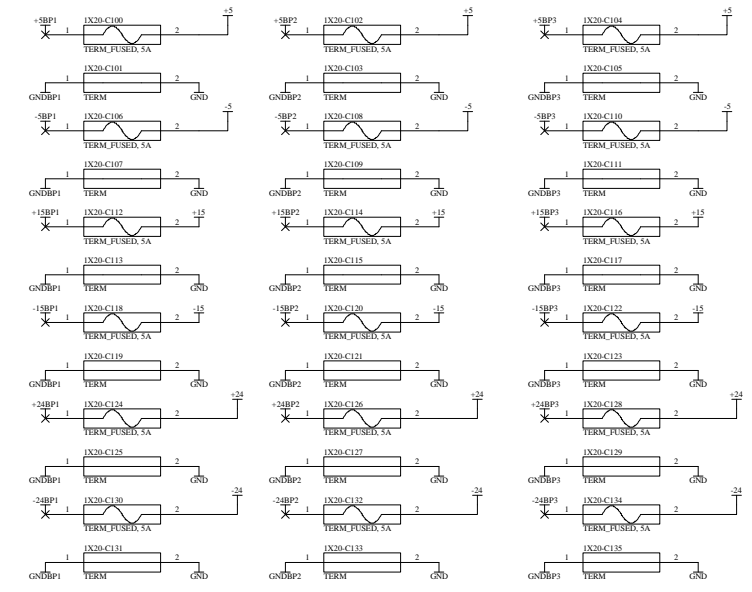 +5BP1 1X20-C100 +5 +5BP2 1X20-C102 +5 +5BP3 1X20-C104 +5
1 2 1 2 1 2
TERM_FUSED, 5A TERM_FUSED, 5A TERM_FUSED, 5A
1X20-C101 1X20-C103 1X20-C105
1 2 1 2 1 2
GNDBP1 TERM GND GNDBP2 TERM GND GNDBP3 TERM GND
-5BP1 1X20-C106 -5 -5BP2 1X20-C108 -5 -5BP3 1X20-C110 -5
1 2 1 2 1 2
TERM_FUSED, 5A TERM_FUSED, 5A TERM_FUSED, 5A
1X20-C107 1X20-C109 1X20-C111
1 2 1 2 1 2
GNDBP1 TERM GND GNDBP2 TERM GND GNDBP3 TERM GND
+15BP1 1X20-C112 +15 +15BP2 1X20-C114 +15 +15BP3 1X20-C116 +15
1 2 1 2 1 2
TERM_FUSED, 5A TERM_FUSED, 5A TERM_FUSED, 5A
1X20-C113 1X20-C115 1X20-C117
1 2 1 2 1 2
GNDBP1 TERM GND GNDBP2 TERM GND GNDBP3 TERM GND
-15BP1 1X20-C118 -15 -15BP2 1X20-C120 -15 -15BP3 1X20-C122 -15
1 2 1 2 1 2
TERM_FUSED, 5A TERM_FUSED, 5A TERM_FUSED, 5A
1X20-C119 1X20-C121 1X20-C123
1 2 1 2 1 2
GNDBP1 TERM GND GNDBP2 TERM GND GNDBP3 TERM GND
+24BP1 1X20-C124 +24 +24BP2 1X20-C126 +24 +24BP3 1X20-C128 +24
1 2 1 2 1 2
TERM_FUSED, 5A TERM_FUSED, 5A TERM_FUSED, 5A
1X20-C125 1X20-C127 1X20-C129
1 2 1 2 1 2
GNDBP1 TERM GND GNDBP2 TERM GND GNDBP3 TERM GND
-24BP1 1X20-C130 -24 -24BP2 1X20-C132 -24 -24BP3 1X20-C134 -24
1 2 1 2 1 2
TERM_FUSED, 5A TERM_FUSED, 5A TERM_FUSED, 5A
1X20-C131 1X20-C133 1X20-C135
1 2 1 2 1 2
GNDBP1 TERM GND GNDBP2 TERM GND GNDBP3 TERM GND